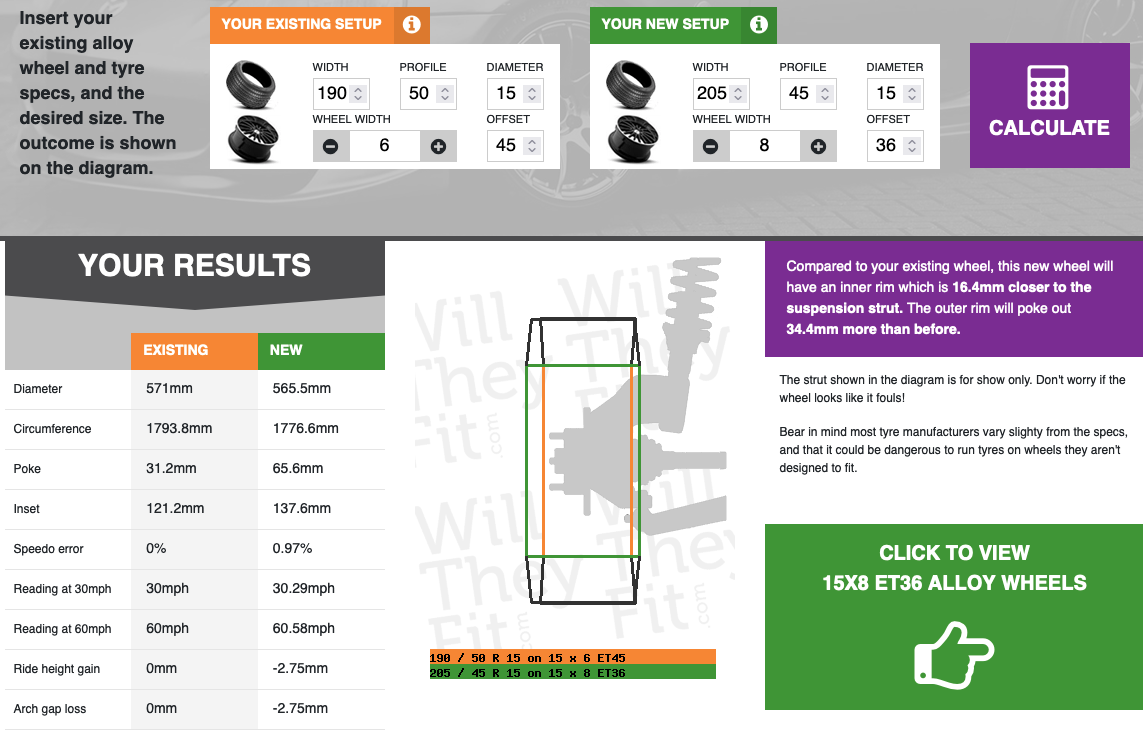 Insert your
existing alloy
wheel and tyre
specs, and the
desired size. The
outcome is shown
on the diagram.
YOUR EXISTING SETUP
WIDTH PROFILE DIAMETER
190 50 15
WHEEL WIDTH OFFSET
6 45
YOUR NEW SETUP
WIDTH PROFILE DIAMETER
205 45 15
WHEEL WIDTH OFFSET
8 36
CALCULATE
YOUR RESULTS
EXISTING NEW
Diameter 571mm 565.5mm
Circumference 1793.8mm 1776.6mm
Poke 31.2mm 65.6mm
Inset 121.2mm 137.6mm
Speedo error 0% 0.97%
Reading at 30mph 30mph 30.29mph
Reading at 60mph 60mph 60.58mph
Ride height gain 0mm -2.75mm
Arch gap loss 0mm -2.75mm
Will Will
They They
Fit Fit
.com
Will Will
They They
Fit Fit
.com .com
190 / 50 R 15 on 15 x 6 ET45
205 / 45 R 15 on 15 x 8 ET36
Compared to your existing wheel, this new wheel will
have an inner rim which is 16.4mm closer to the
suspension strut. The outer rim will poke out
34.4mm more than before.
The strut shown in the diagram is for show only. Don't worry if the
wheel looks like it fouls!
Bear in mind most tyre manufacturers vary slighty from the specs,
and that it could be dangerous to run tyres on wheels they aren't
designed to fit.
CLICK TO VIEW
15X8 ET36 ALLOY WHEELS